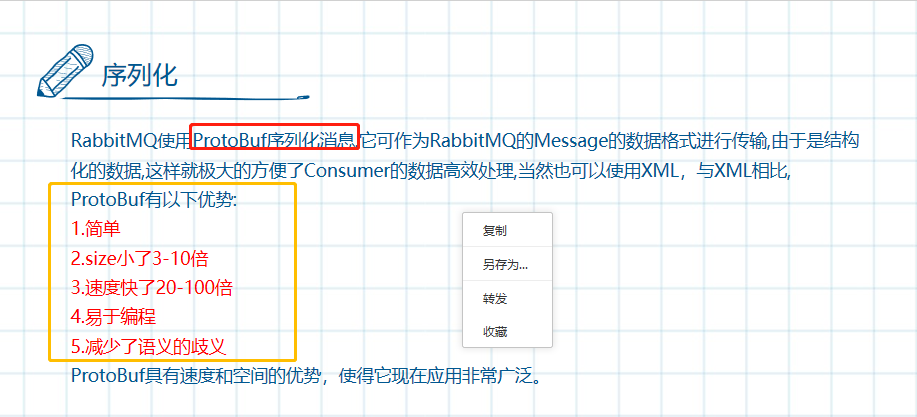 序列化
RabbitMQ使用ProtoBuf序列化消息,它可作为RabbitMQ的Message的数据格式进行传输,由于是结构
化的数据,这样就极大的方便了Consumer的数据高效处理,当然也可以使用XML，与XML相比,
ProtoBuf有以下优势:
1.简单
2.size小了3-10倍
3.速度快了20-100倍
4.易于编程
5.减少了语义的歧义
ProtoBuf具有速度和空间的优势，使得它现在应用非常广泛。
复制
另存为...
转发
收藏